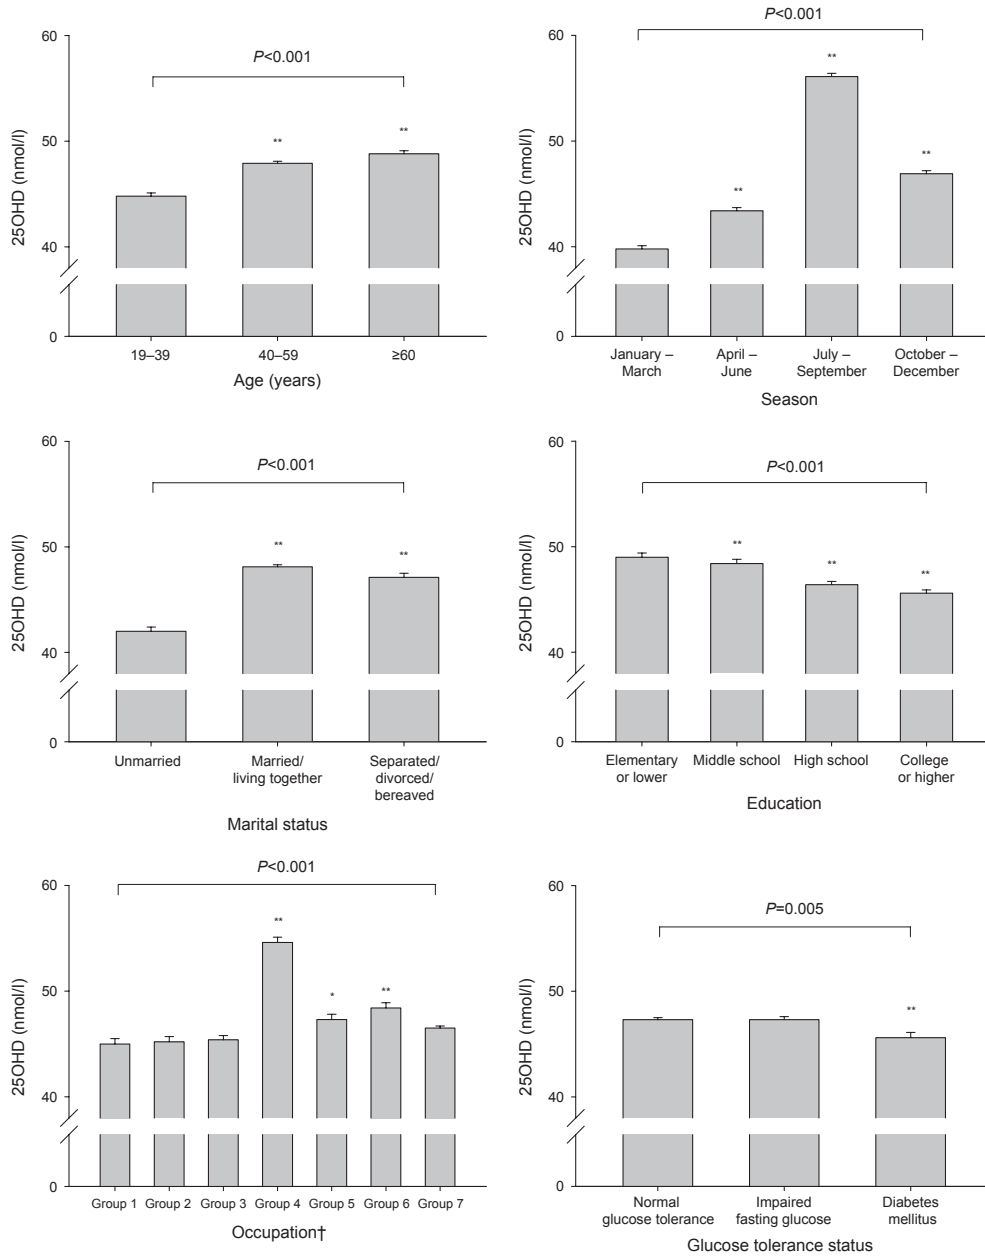 P<0.001
60
50
40
0
25OHD (nmol/l)
**
**
19–39
40–59
≥60
Age (years)
P<0.001
60
50
40
0
25OHD (nmol/l)
**
**
**
January –
March
April –
June
July –
September
October –
December
Season
P<0.001
60
50
40
0
25OHD (nmol/l)
**
**
Unmarried
Married/
living together
Separated/
divorced/
bereaved
Marital status
P<0.001
60
50
40
0
25OHD (nmol/l)
**
**
**
Elementary
or lower
Middle school
High school
College
or higher
Education
P<0.001
60
50
40
0
25OHD (nmol/l)
**
*
**
Group 1
Group 2
Group 3
Group 4
Group 5
Group 6
Group 7
Occupation†
P=0.005
60
50
40
0
25OHD (nmol/l)
**
Normal
glucose tolerance
Impaired
fasting glucose
Diabetes
mellitus
Glucose tolerance status